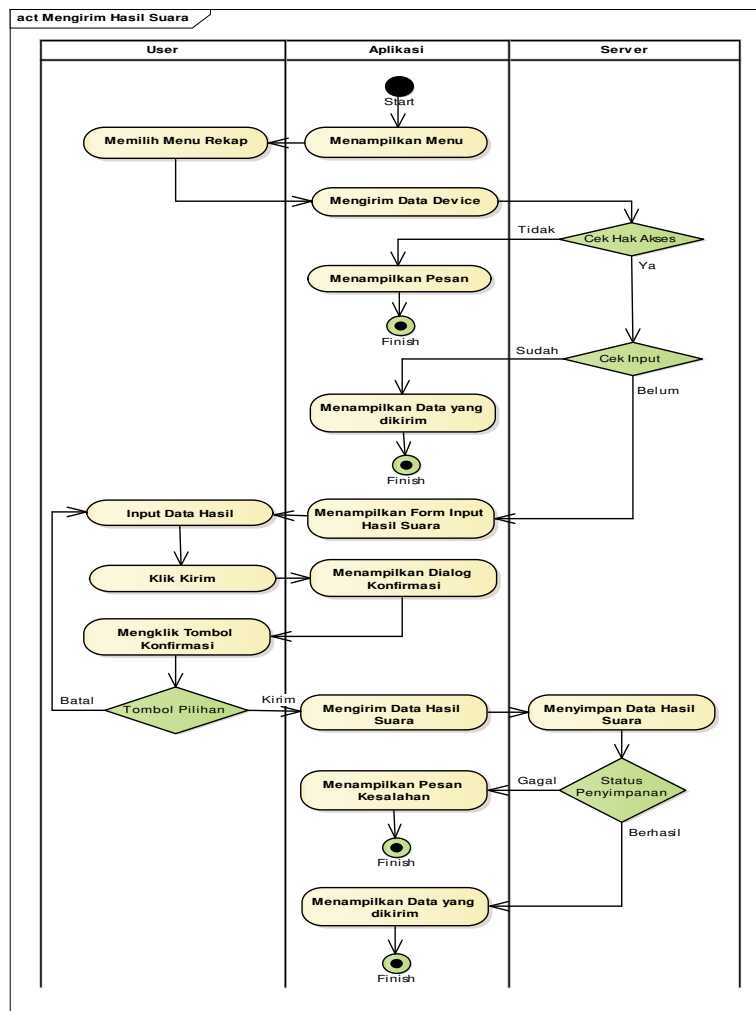 act Mengirim Hasil Suara
User
Aplikasi
Server
Start
Menampilkan Menu
Memilih Menu Rekap
Mengirim Data Device
Tidak
Cek Hak Akses
Ya
Menampilkan Pesan
Finish
Sudah
Cek Input
Belum
Menampilkan Data yang
dikirim
Finish
Input Data Hasil
Menampilkan Form Input
Hasil Suara
Klik Kirim
Menampilkan Dialog
Konfirmasi
Mengklik Tombol
Konfirmasi
Batal
Tombol Pilihan
Kirim
Mengirim Data Hasil
Suara
Menyimpan Data Hasil
Suara
Menampilkan Pesan
Kesalahan
Gagal
Status
Penyimpanan
Berhasil
Finish
Menampilkan Data yang
dikirim
Finish